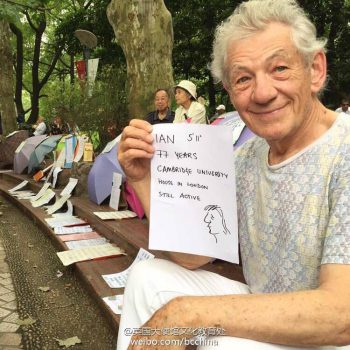 IAN 5'11"
77 YEARS
CAMBRIDGE UNIVERSITY
HOUSE IN LONDON
STILL ACTIVE
@英国大使馆文化教育处
weibo.com/bcchina